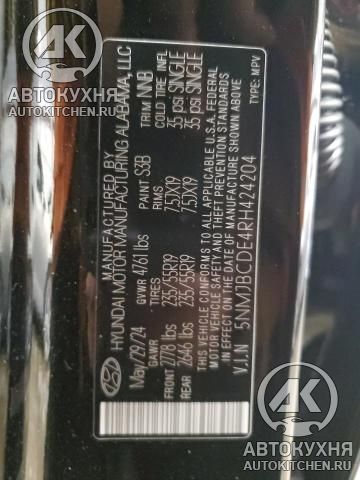 MANUFACTURED BY
HYUNDAI MOTOR MANUFACTURING ALABAMA, LLC
May/29/24 GVWR 4761 lbs PAINT S3B TRIM NNB
GAWR TIRES RIMS COLD TIRE INFL.
FRONT 2778 lbs 235/55R19 7.5JX19 35 PSI SINGLE
REAR 2646 lbs 235/55R19 7.5JX19 35 PSI SINGLE
THIS VEHICLE CONFORMS TO ALL APPLICABLE U.S.A. FEDERAL
MOTOR VEHICLE SAFETY AND THEFT PREVENTION STANDARDS
IN EFFECT ON THE DATE OF MANUFACTURE SHOWN ABOVE.
V.I.N 5NMJBCDE4RH424204 TYPE: MPV
АВТОКУХНЯ
AUTOKITCHEN.RU
АВТОКУХНЯ
AUTOKITCHEN.RU